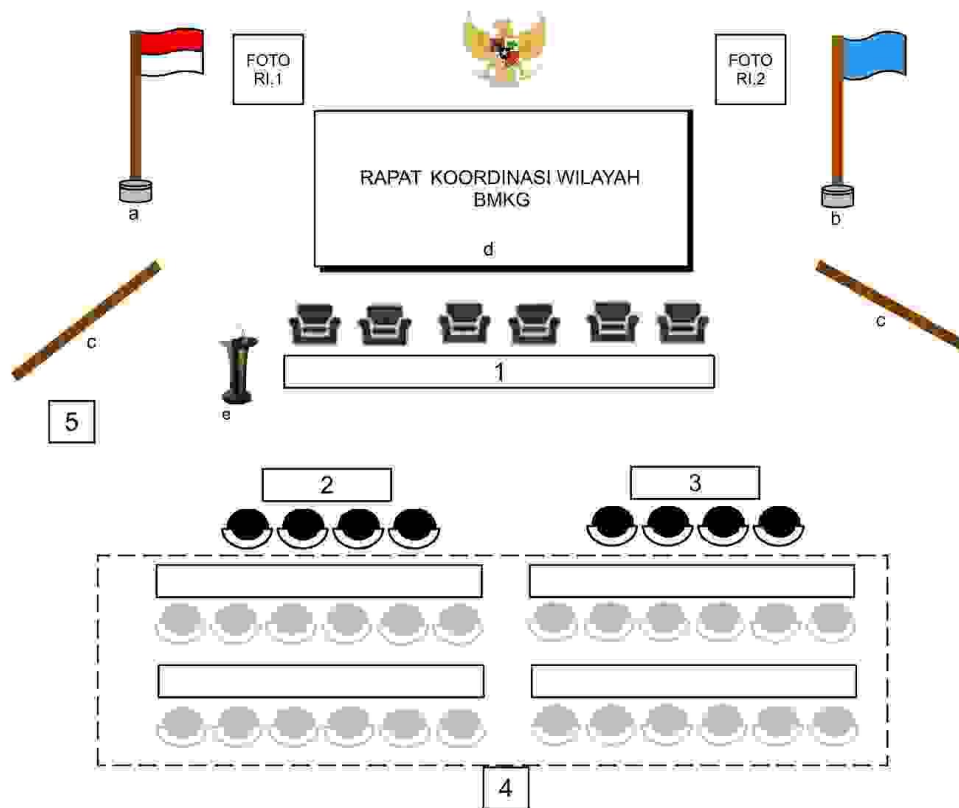 FOTO
RI.1
FOTO
RI.2
RAPAT KOORDINASI WILAYAH
BMKG
d
a
b
c
c
1
e
5
2
3
4